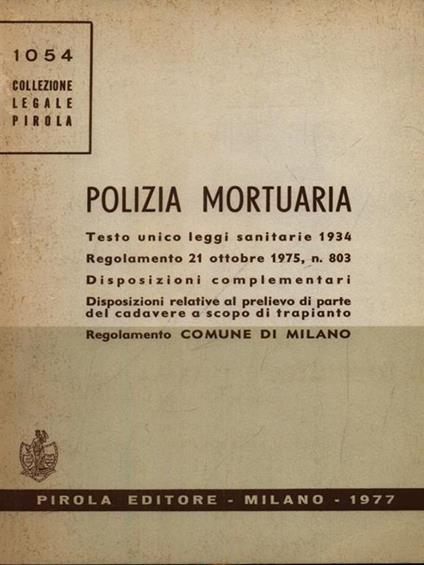 1054
COLLEZIONE
LEGALE
PIROLA
POLIZIA MORTUARIA
Testo unico leggi sanitarie 1934
Regolamento 21 ottobre 1975, n. 803
Disposizioni complementari
Disposizioni relative al prelievo di parte
del cadavere a scopo di trapianto
Regolamento COMUNE DI MILANO
PIROLA EDITORE - MILANO - 1977